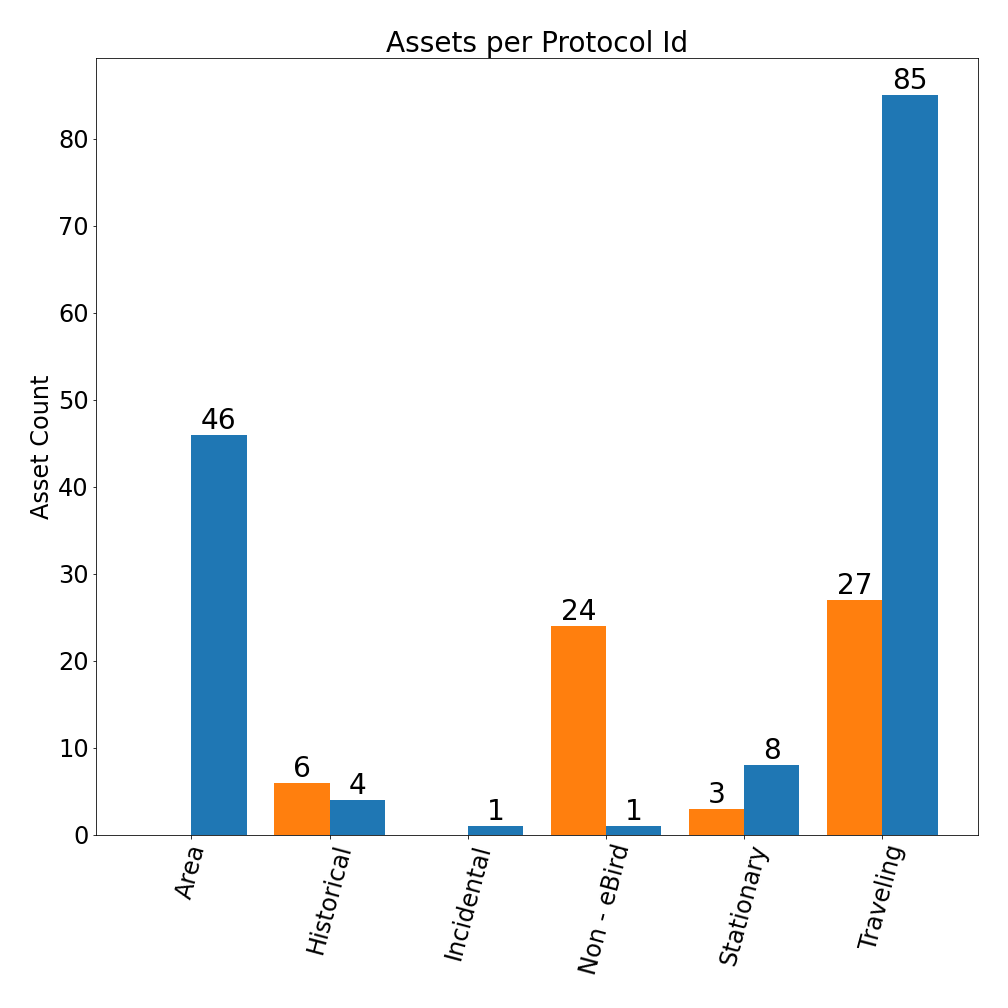 Assets per Protocol Id
Asset Count
80
70
60
50
40
30
20
10
0
46
6
4
1
24
1
3
8
27
85
Area
Historical
Incidental
Non - eBird
Stationary
Traveling